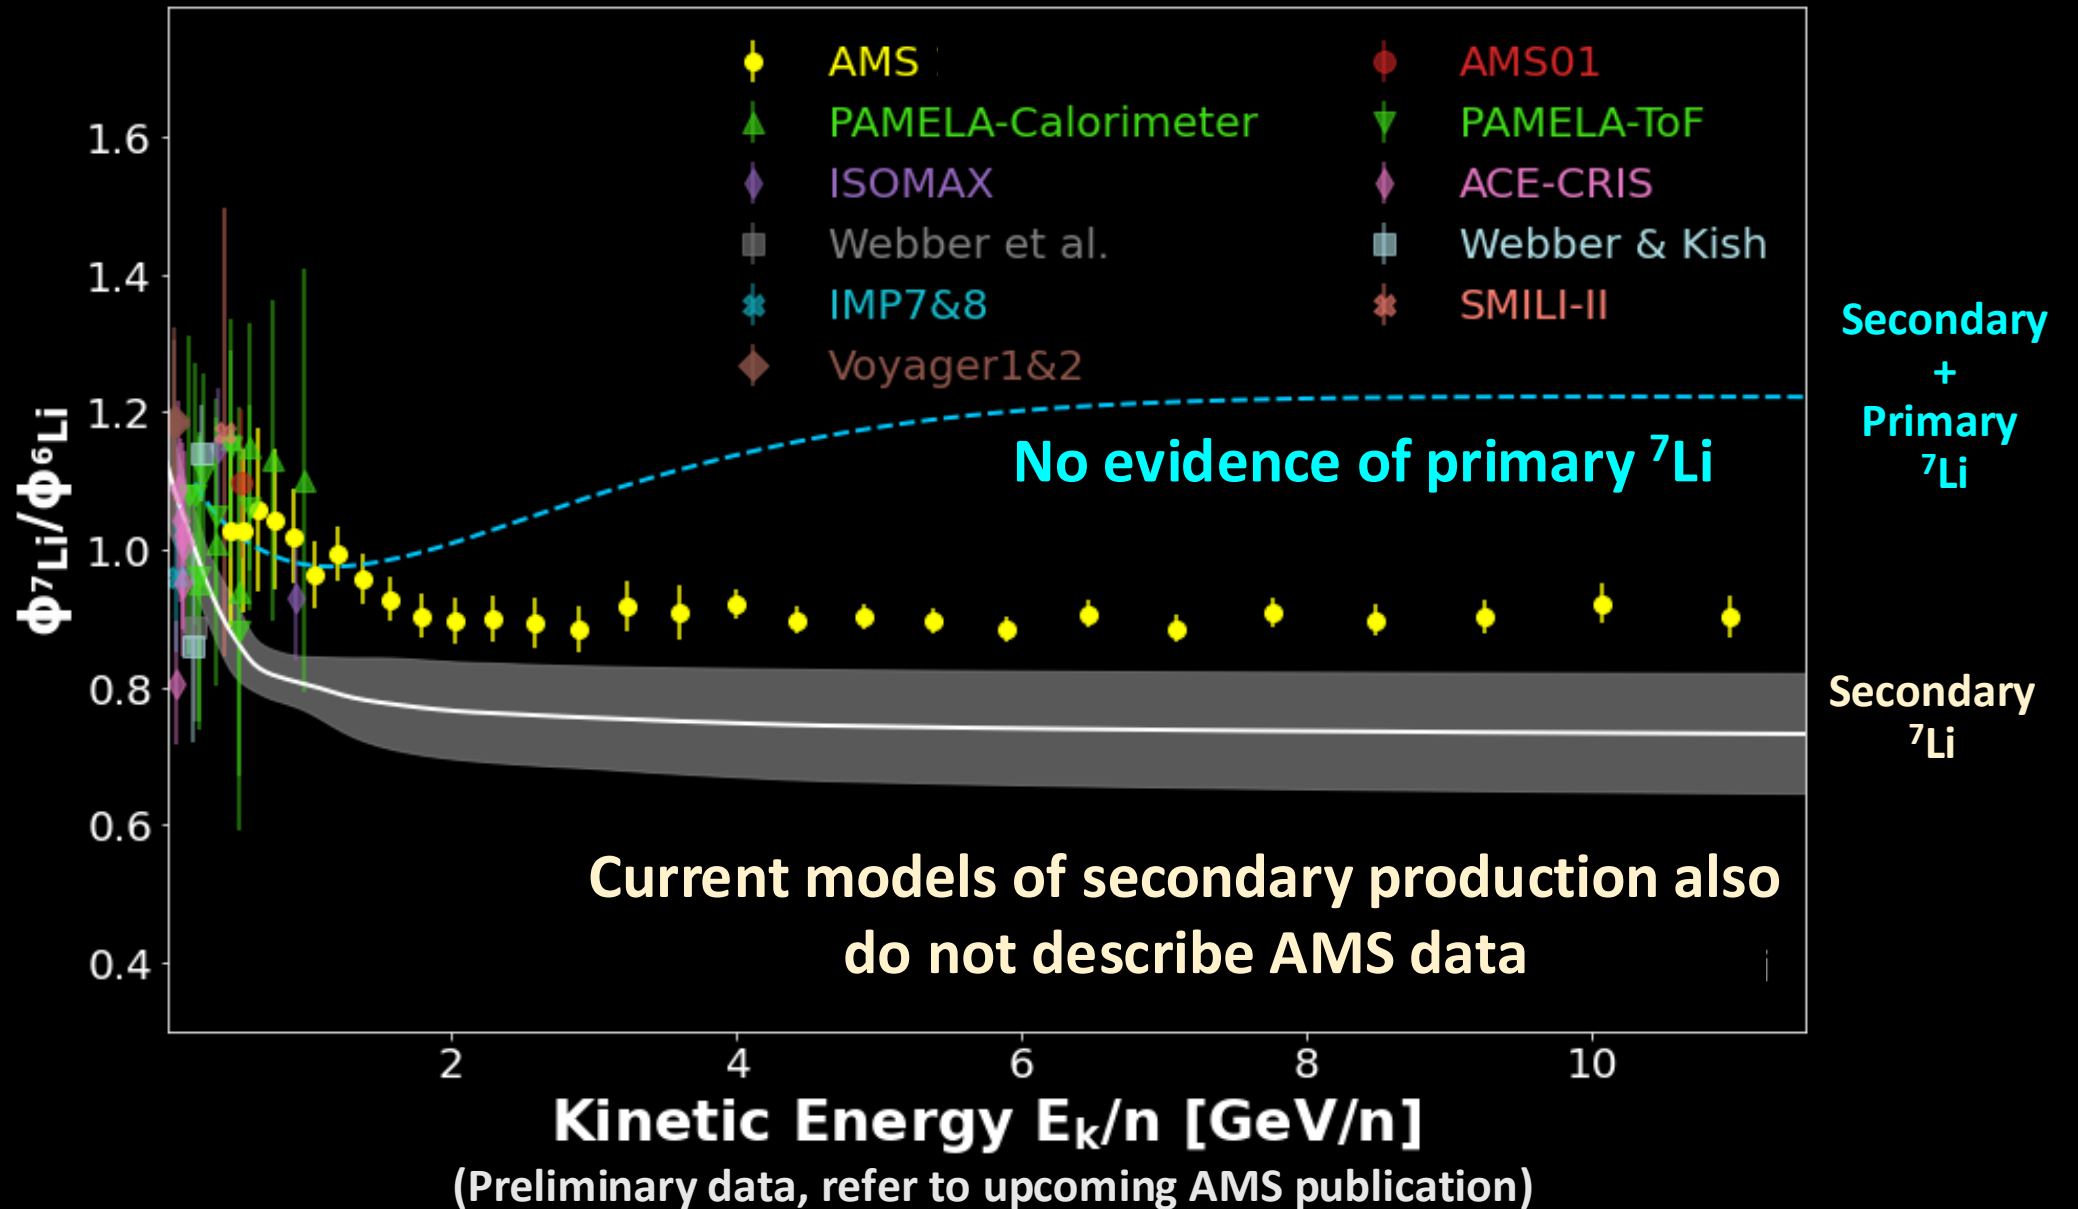 AMS
PAMELA-Calorimeter
ISOMAX
Webber et al.
IMP7&8
Voyager1&2
AMS01
PAMELA-ToF
ACE-CRIS
Webber & Kish
SMILI-II
1.6
1.4
1.2
1.0
0.8
0.6
0.4
ϕ⁷Li/ϕ⁶Li
No evidence of primary ⁷Li
Secondary
+
Primary
⁷Li
Secondary
⁷Li
Current models of secondary production also
do not describe AMS data
2 4 6 8 10
Kinetic Energy Eₖ/n [GeV/n]
(Preliminary data, refer to upcoming AMS publication)